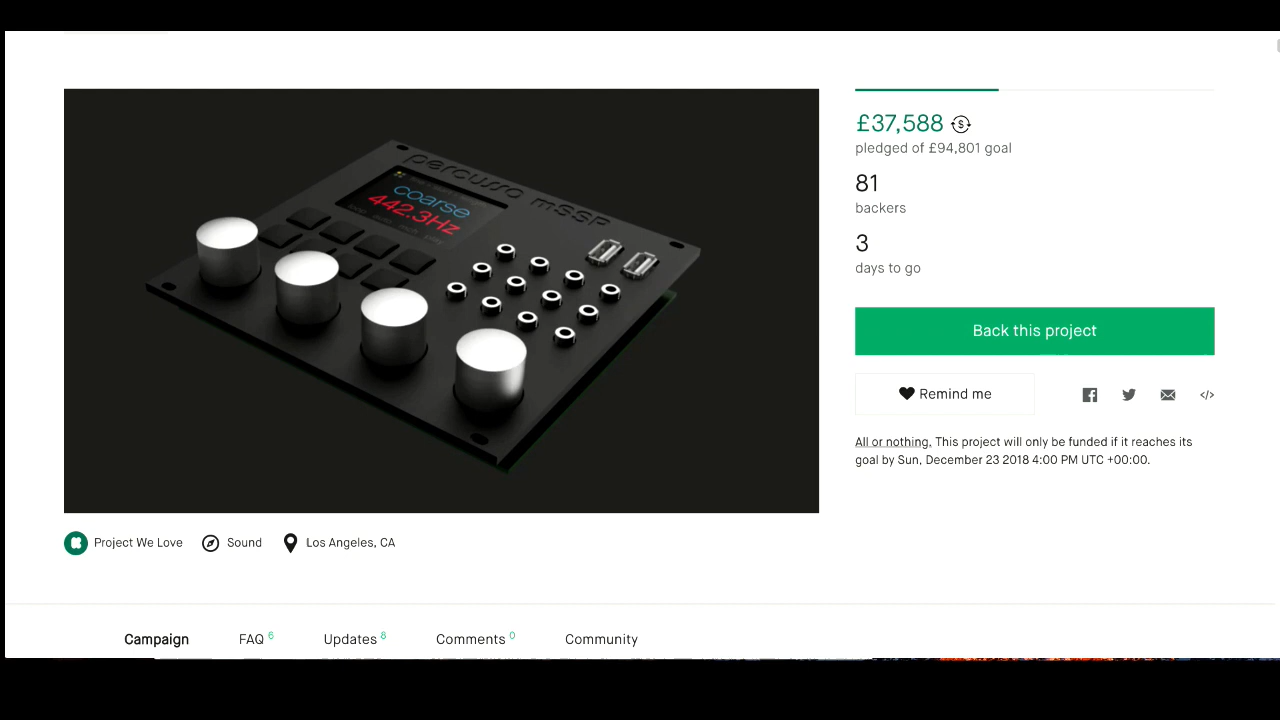 percussa mSSP
coarse
442.3Hz
£37,588
pledged of £94,801 goal
81
backers
3
days to go
Back this project
Remind me
All or nothing. This project will only be funded if it reaches its
goal by Sun, December 23 2018 4:00 PM UTC +00:00.
Project We Love
Sound
Los Angeles, CA
Campaign
FAQ 6
Updates 8
Comments 0
Community